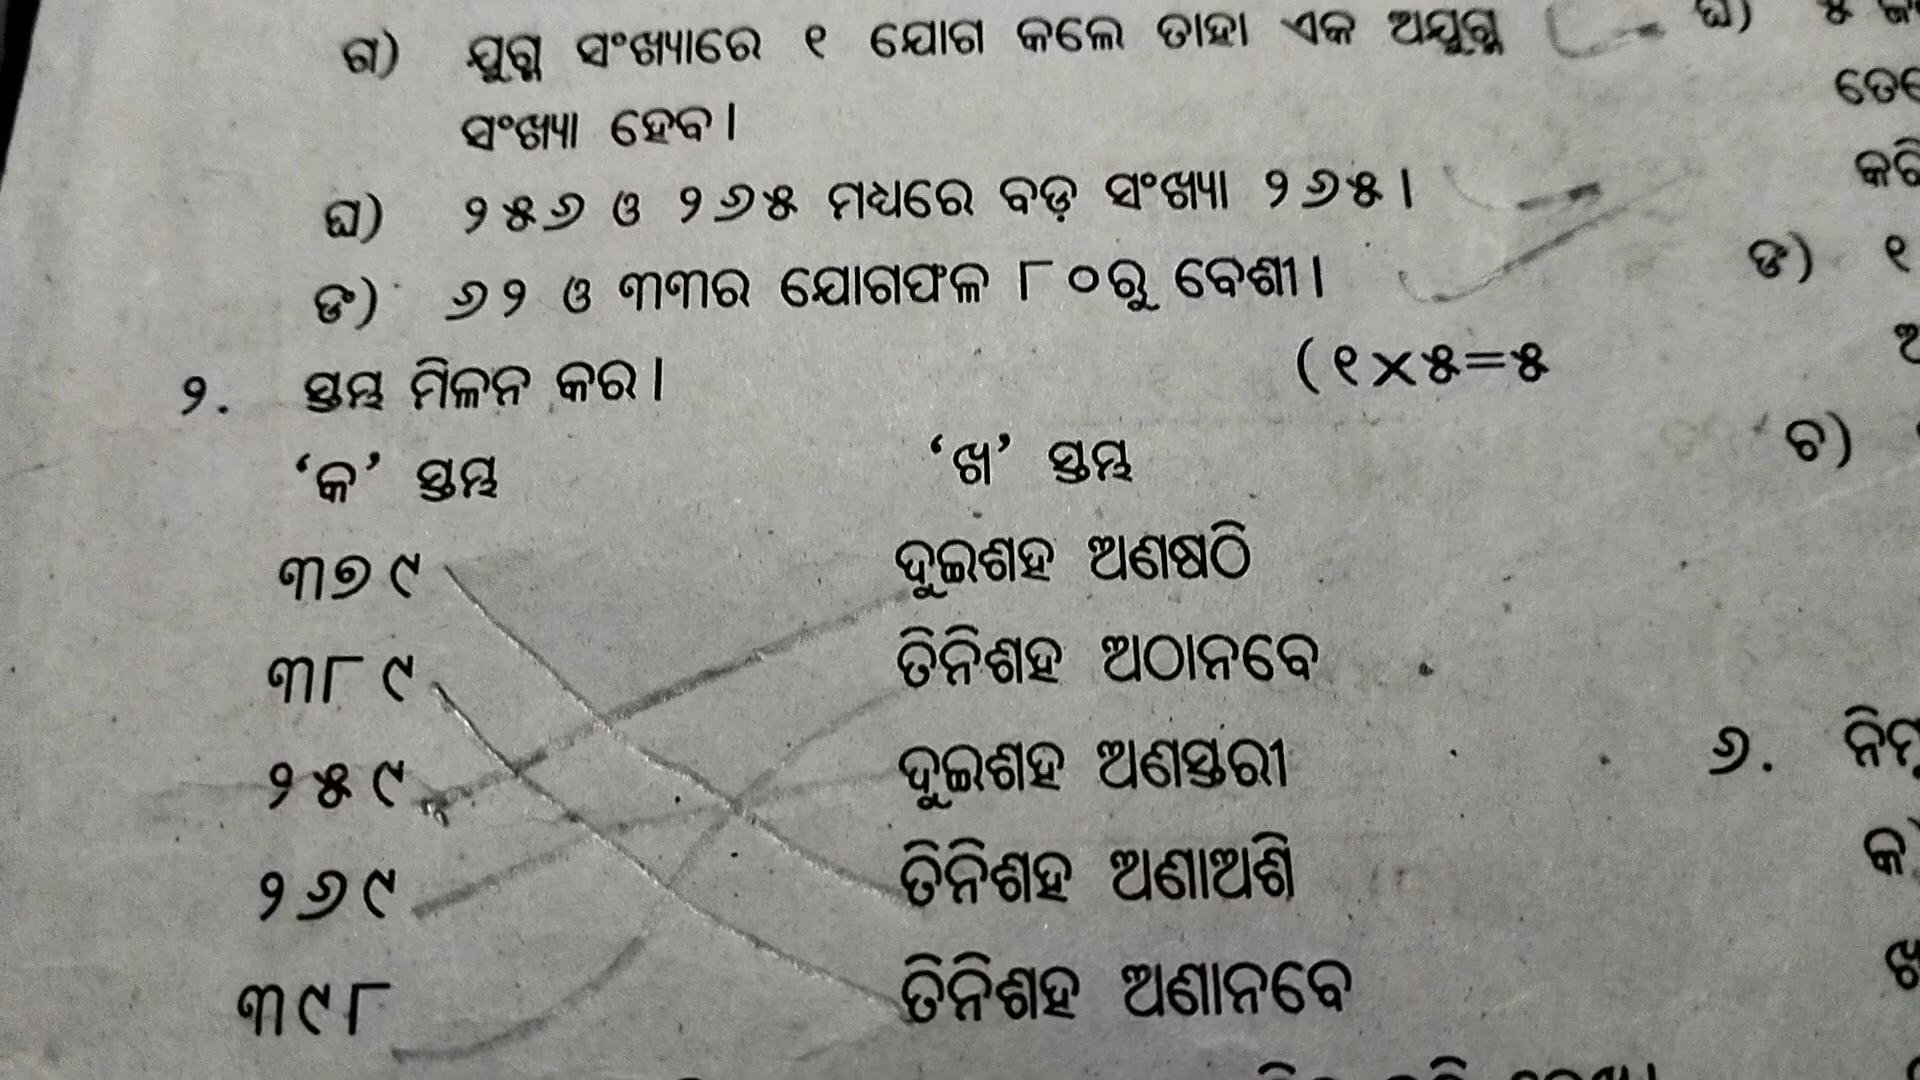 ଗ) ଯୁଗ୍ମ ସଂଖ୍ୟାରେ ୧ ଯୋଗ କଲେ ତାହା ଏକ ଅଯୁଗ୍ମ
ସଂଖ୍ୟା ହେବ।
ଘ) ୨୫୬ ଓ ୨୬୫ ମଧ୍ୟରେ ବଡ଼ ସଂଖ୍ୟା ୨୬୫।
ଙ) ୬୨ ଓ ୩୩ର ଯୋଗଫଳ ୮୦ରୁ ବେଶୀ।
୨. ସ୍ତମ୍ଭ ମିଳନ କର। (୧×୫=୫
‘କ’ ସ୍ତମ୍ଭ ‘ଖ’ ସ୍ତମ୍ଭ
୩୭୯ ଦୁଇଶହ ଅଣଷଠି
୩୮୯ ତିନିଶହ ଅଠାନବେ
୨୫୯ ଦୁଇଶହ ଅଣସ୍ତରୀ
୨୬୯ ତିନିଶହ ଅଣାଅଶି
୩୯୮ ତିନିଶହ ଅଣାନବେ
ଘ) ୫
ଙ) ୧
ଚ)
୬.
କ)
ଖ